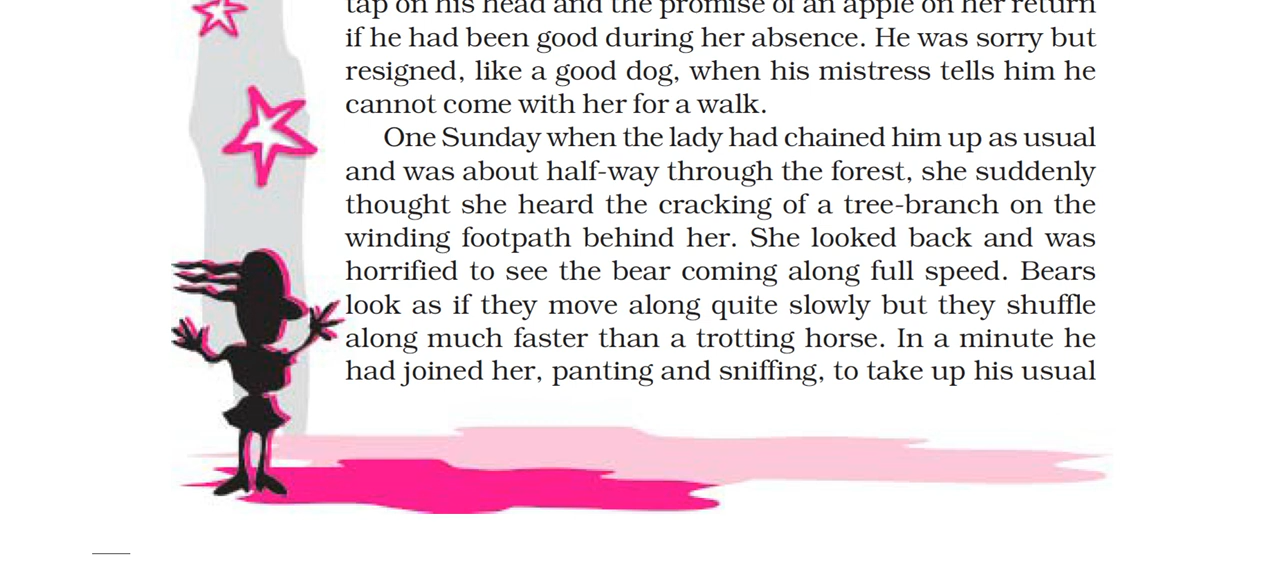 tap on his head and the promise of an apple on her return
if he had been good during her absence. He was sorry but
resigned, like a good dog, when his mistress tells him he
cannot come with her for a walk.
One Sunday when the lady had chained him up as usual
and was about half-way through the forest, she suddenly
thought she heard the cracking of a tree-branch on the
winding footpath behind her. She looked back and was
horrified to see the bear coming along full speed. Bears
look as if they move along quite slowly but they shuffle
along much faster than a trotting horse. In a minute he
had joined her, panting and sniffing, to take up his usual